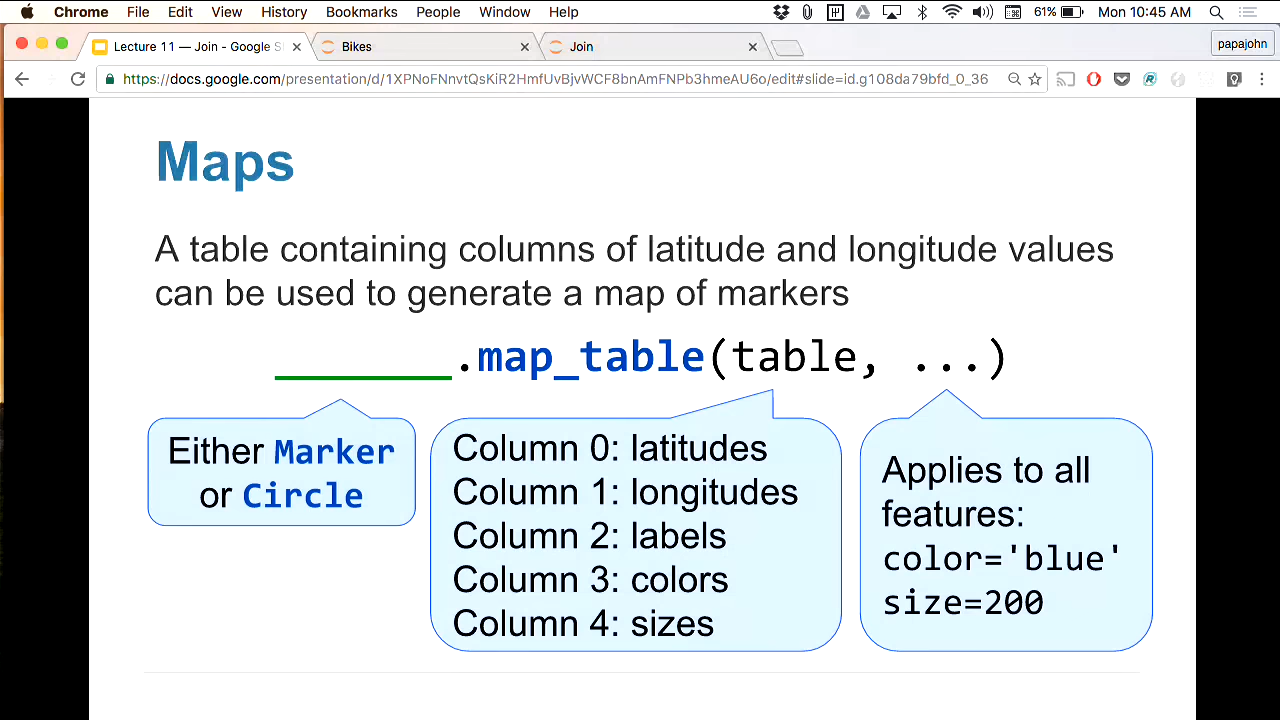 Chrome File Edit View History Bookmarks People Window Help 61% Mon 10:45 AM
Lecture 11 — Join - Google S Bikes Join papajohn
https://docs.google.com/presentation/d/1XPNoFNnvtQsKiR2HmfUvBjvWCF8bnAmFNPb3hmeAU6o/edit#slide=id.g108da79bfd_0_36
Maps
A table containing columns of latitude and longitude values
can be used to generate a map of markers
_______.map_table(table, ...)
Either Marker
or Circle
Column 0: latitudes
Column 1: longitudes
Column 2: labels
Column 3: colors
Column 4: sizes
Applies to all
features:
color='blue'
size=200